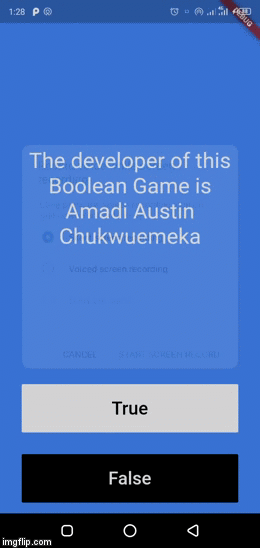 1:28
DEBUG
The developer of this
Boolean Game is
Amadi Austin
Chukwuemeka
Voiced screen recording
CANCEL START SCREEN RECORD
True
False
imgflip.com